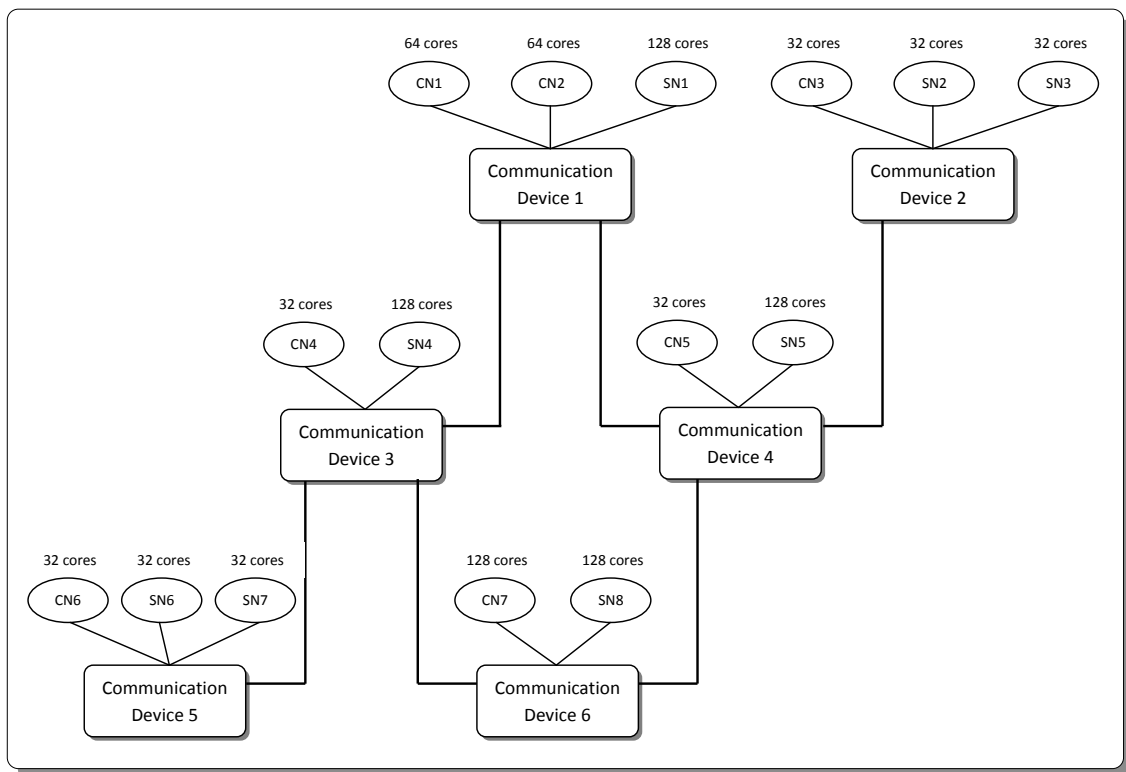 64 cores
64 cores
128 cores
32 cores
32 cores
32 cores
CN1
CN2
SN1
CN3
SN2
SN3
Communication
Device 1
Communication
Device 2
32 cores
128 cores
32 cores
128 cores
CN4
SN4
CN5
SN5
Communication
Device 3
Communication
Device 4
32 cores
32 cores
32 cores
128 cores
128 cores
CN6
SN6
SN7
CN7
SN8
Communication
Device 5
Communication
Device 6